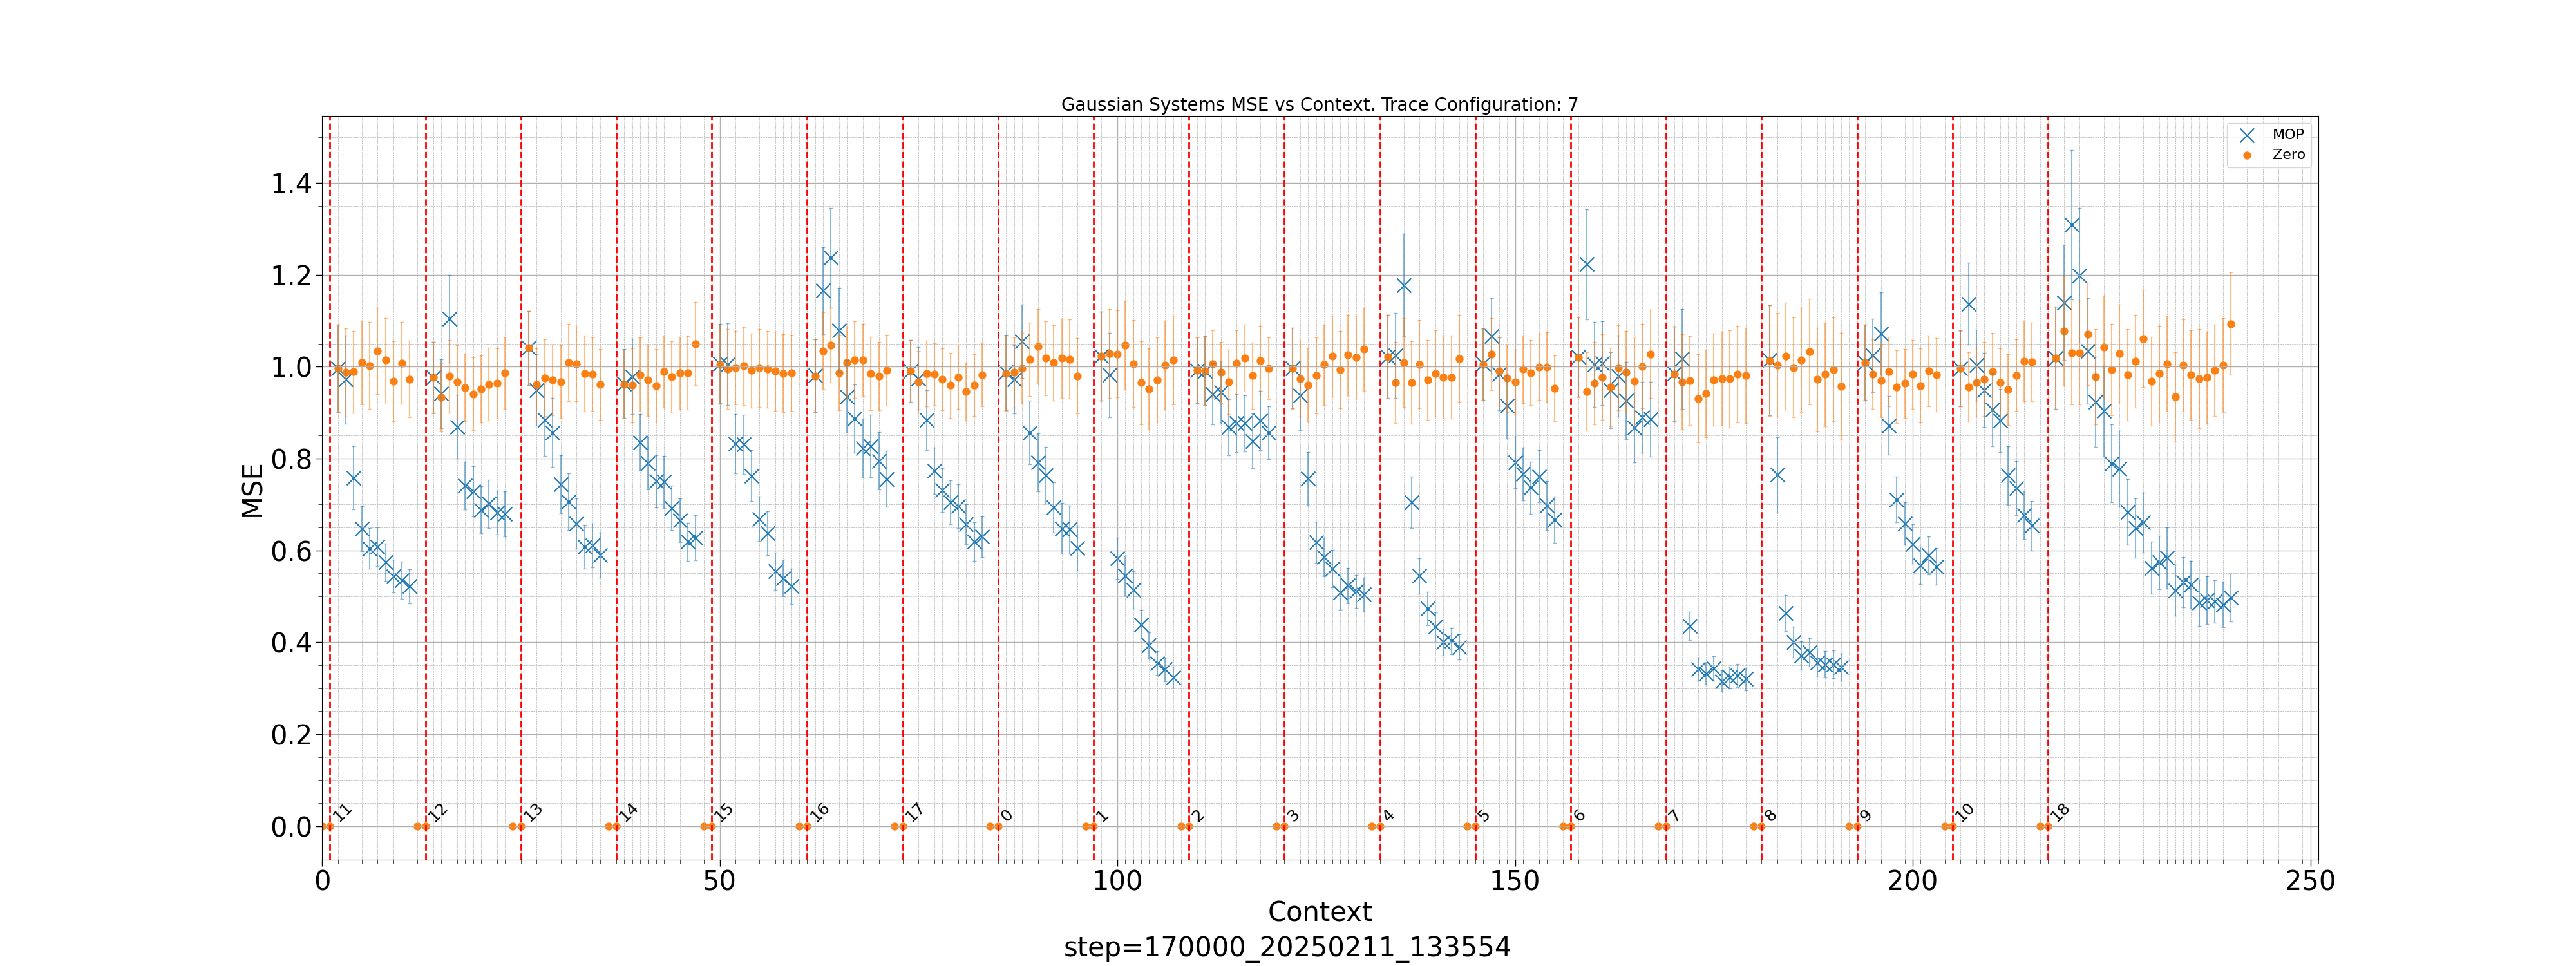 Gaussian Systems MSE vs Context. Trace Configuration: 7
MOP
Zero
1.4
1.2
1.0
0.8
0.6
0.4
0.2
0.0
MSE
11 12 13 14 15 16 17 0 1 2 3 4 5 6 7 8 9 10 18
0 50 100 150 200 250
Context
step=170000_20250211_133554